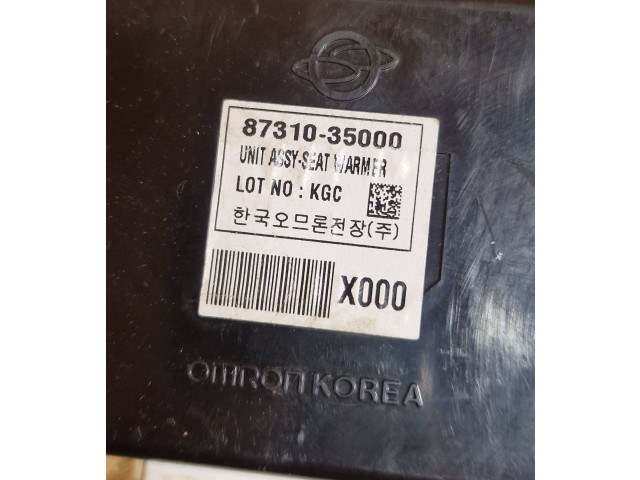 87310-35000
UNIT ASSY-SEAT WARMER
LOT NO : KGC
한국오므론전장(주)
X000
OMRON KOREA